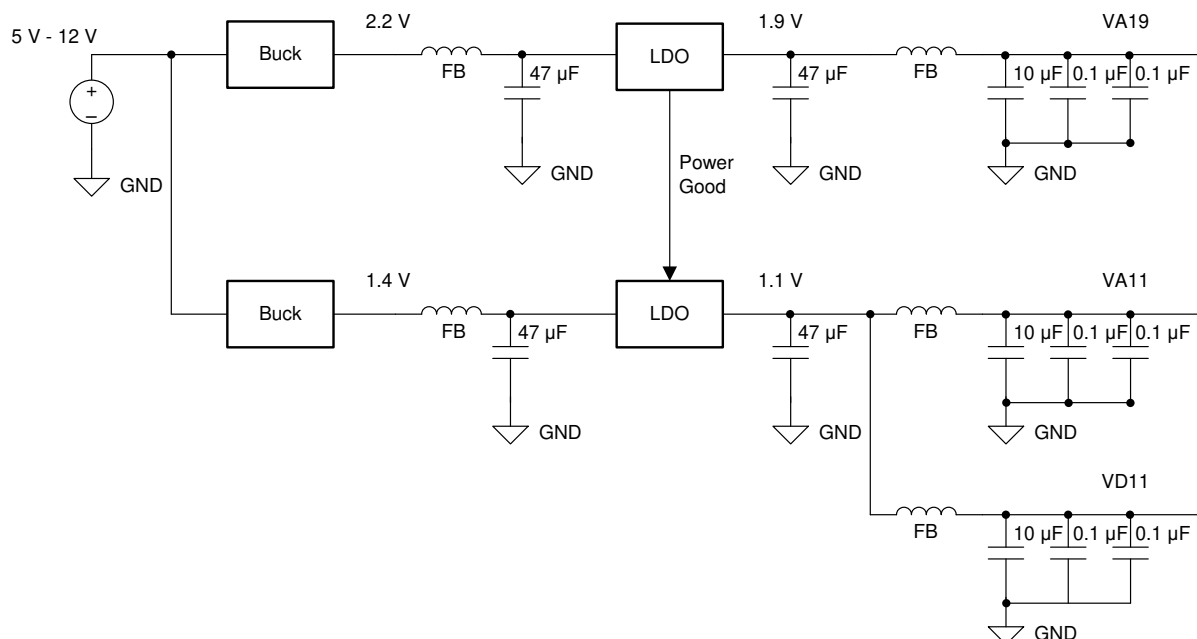 5 V - 12 V
Buck
2.2 V
FB
47 µF
LDO
1.9 V
47 µF
FB
VA19
10 µF 0.1 µF 0.1 µF
+
−
GND
GND
Power
Good
GND
GND
Buck
1.4 V
FB
47 µF
LDO
1.1 V
47 µF
FB
VA11
10 µF 0.1 µF 0.1 µF
GND
GND
GND
VD11
FB
10 µF 0.1 µF 0.1 µF
GND